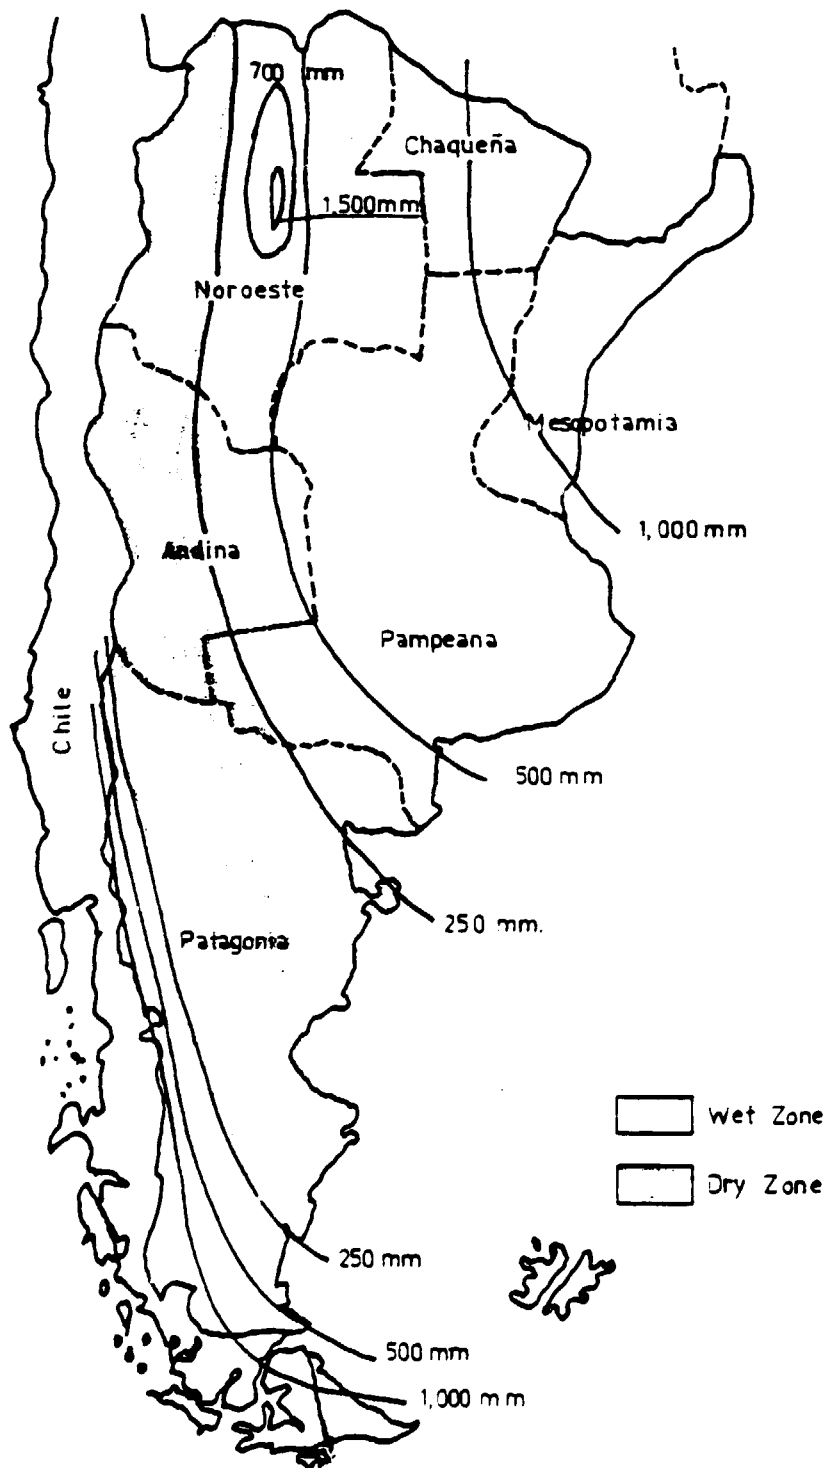 700 mm
Chaqueña
1,500mm
Noroeste
Mesopotamia
1,000 mm
Andina
Pampeana
Chile
500 mm
250 mm.
Patagonia
Wet Zone
Dry Zone
250 mm
500 mm
1,000 mm